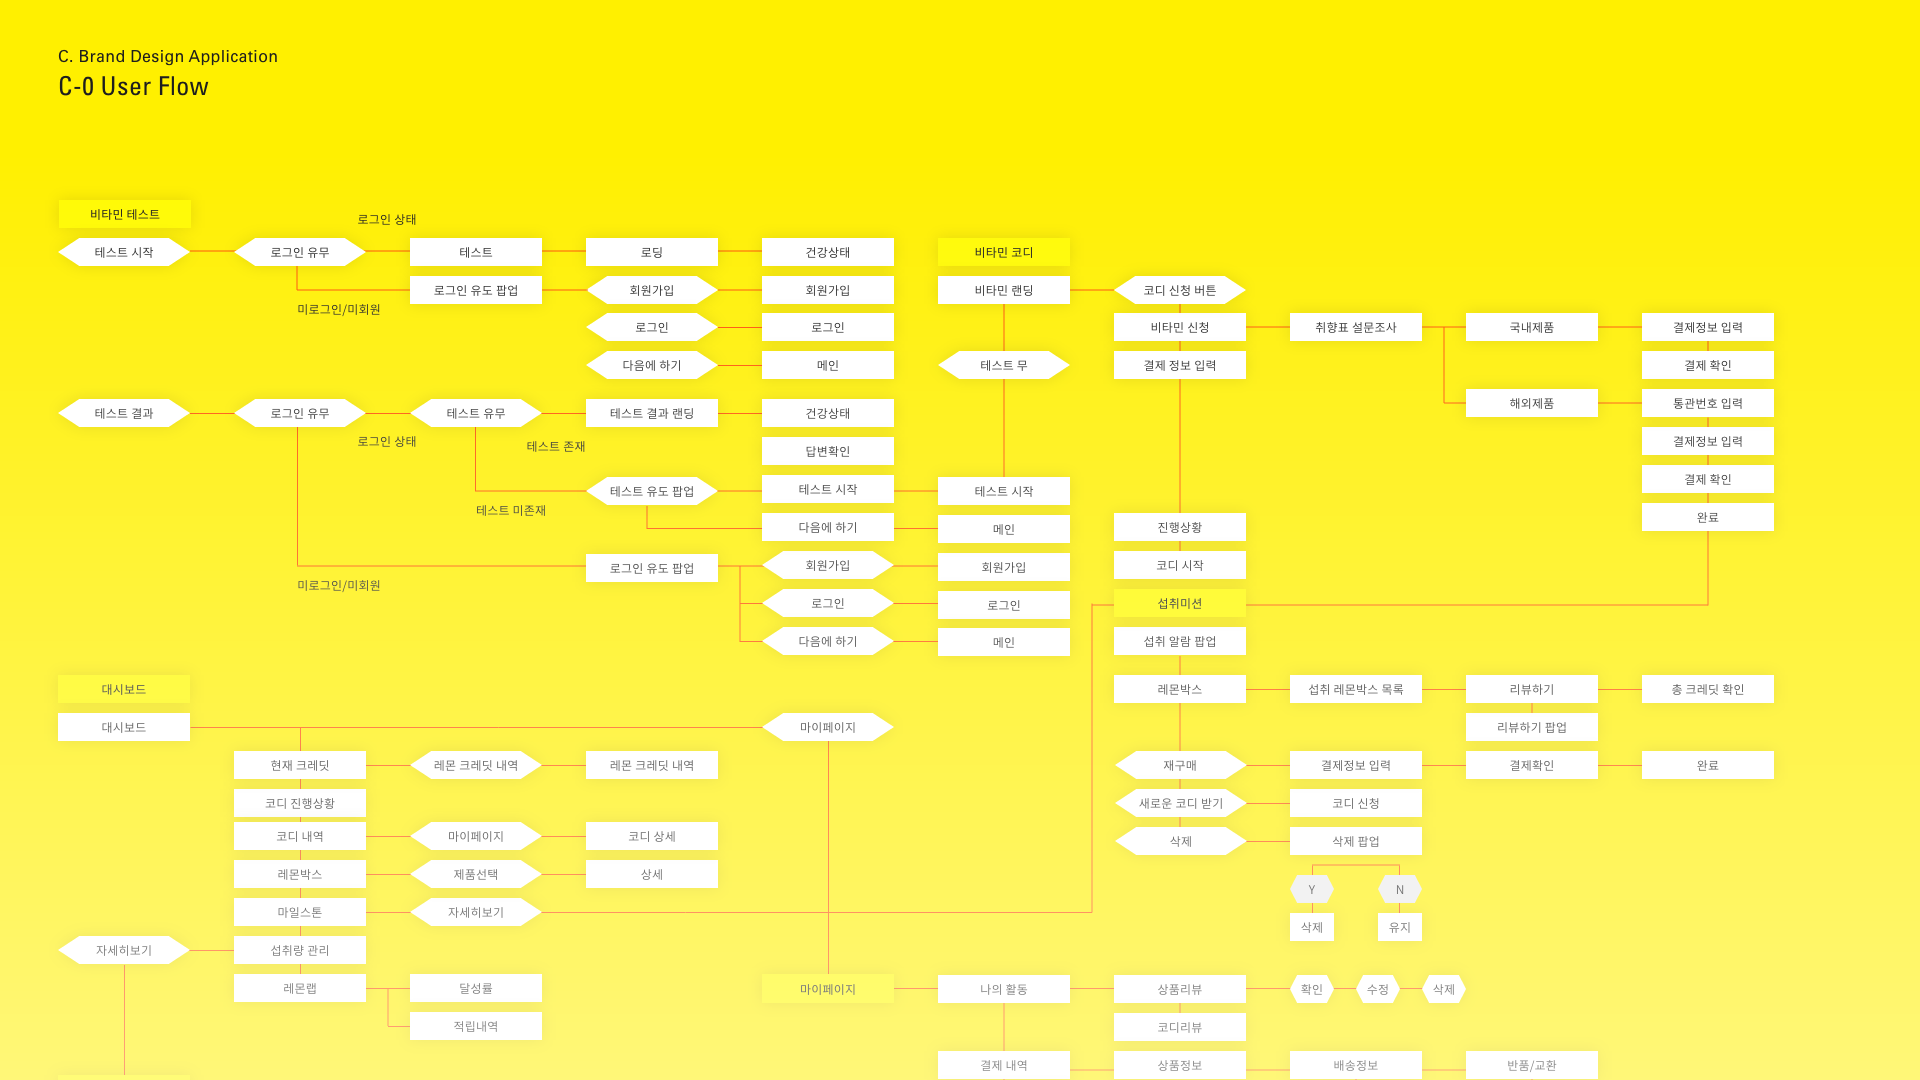 C. Brand Design Application
C-0 User Flow
비타민 테스트
로그인 상태
테스트 시작
로그인 유무
테스트
로딩
건강상태
비타민 코디
로그인 유도 팝업
회원가입
회원가입
비타민 랜딩
코디 신청 버튼
미로그인/미회원
로그인
로그인
비타민 신청
취향표 설문조사
국내제품
결제정보 입력
다음에 하기
메인
테스트 무
결제 정보 입력
결제 확인
테스트 결과
로그인 유무
테스트 유무
테스트 결과 랜딩
건강상태
해외제품
통관번호 입력
로그인 상태
테스트 존재
답변확인
결제정보 입력
테스트 유도 팝업
테스트 시작
테스트 시작
결제 확인
테스트 미존재
다음에 하기
메인
진행상황
완료
로그인 유도 팝업
회원가입
회원가입
코디 시작
미로그인/미회원
로그인
로그인
섭취미션
다음에 하기
메인
섭취 알람 팝업
대시보드
레몬박스
섭취 레몬박스 목록
리뷰하기
총 크레딧 확인
대시보드
마이페이지
리뷰하기 팝업
현재 크레딧
레몬 크레딧 내역
레몬 크레딧 내역
재구매
결제정보 입력
결제확인
완료
코디 진행상황
새로운 코디 받기
코디 신청
코디 내역
마이페이지
코디 상세
삭제
삭제 팝업
레몬박스
제품선택
상세
Y
N
마일스톤
자세히보기
삭제
유지
자세히보기
섭취량 관리
레몬랩
달성률
마이페이지
나의 활동
상품리뷰
확인
수정
삭제
적립내역
코디리뷰
결제 내역
상품정보
배송정보
반품/교환